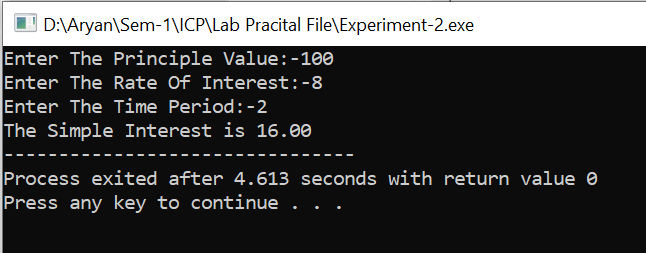 D:\Aryan\Sem-1\ICP\Lab Pracital File\Experiment-2.exe
Enter The Principle Value:-100
Enter The Rate Of Interest:-8
Enter The Time Period:-2
The Simple Interest is 16.00
--------------------------------
Process exited after 4.613 seconds with return value 0
Press any key to continue . . .